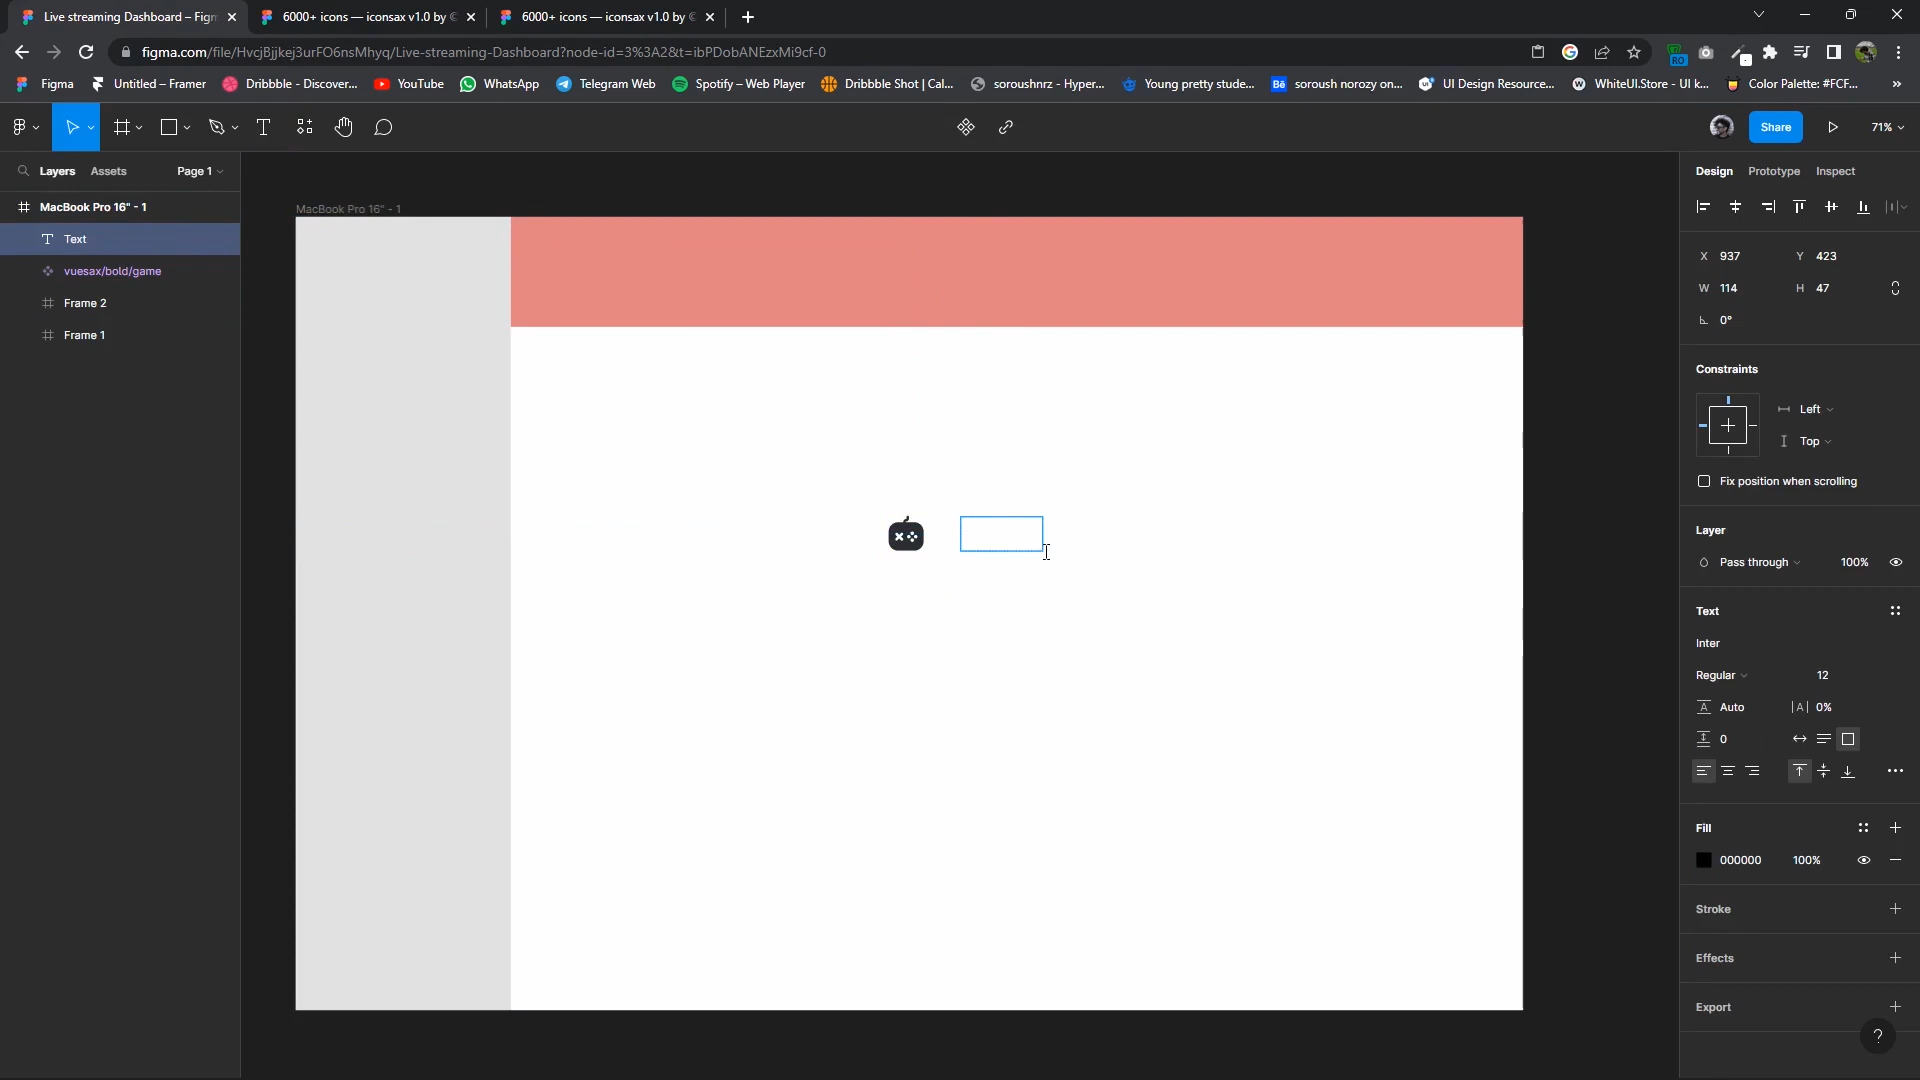 Live streaming Dashboard – Figm
6000+ icons — iconsax v1.0 by ©
6000+ icons — iconsax v1.0 by ©
figma.com/file/HvcjBjjkej3urFO6nsMhyq/Live-streaming-Dashboard?node-id=3%3A2&t=ibPDobANEzxMi9cf-0
RO
Figma
Untitled – Framer
Dribbble - Discover...
YouTube
WhatsApp
Telegram Web
Spotify – Web Player
Dribbble Shot | Cal...
soroushnrz - Hyper...
Young pretty stude...
Bē
soroush norozy on...
UI Design Resource...
WhiteUI.Store - UI k...
Color Palette: #FCF...
»
Share
71%
Layers
Assets
Page 1
Design
Prototype
Inspect
MacBook Pro 16" - 1
Text
vuesax/bold/game
Frame 2
Frame 1
MacBook Pro 16" - 1
X 937
Y 423
W 114
H 47
0°
Constraints
Left
Top
Fix position when scrolling
Layer
Pass through
100%
Text
Inter
Regular
12
A Auto
|A| 0%
0
Fill
000000
100%
Stroke
Effects
Export
?